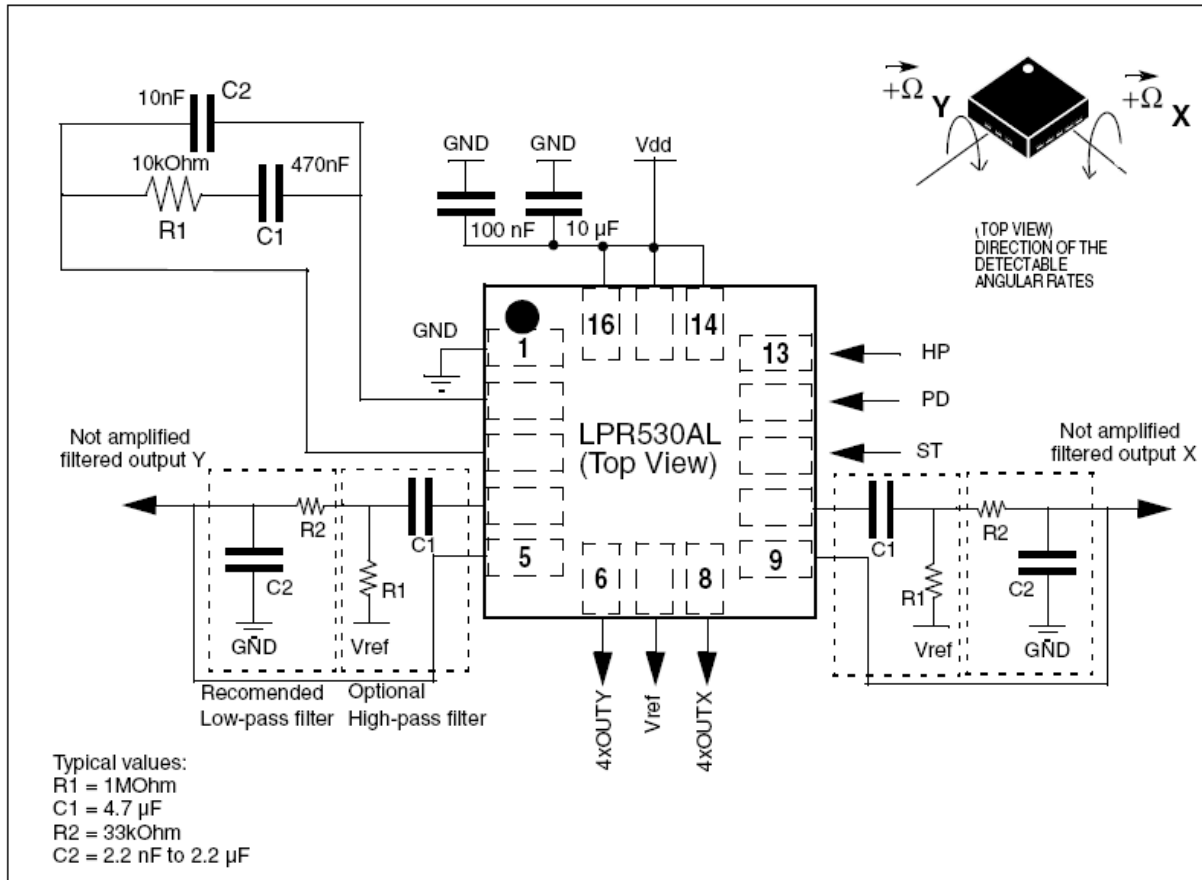 10nF
C2
10kOhm
470nF
R1
C1
GND
GND
Vdd
100 nF
10 µF
+Ω Y
+Ω X
(TOP VIEW)
DIRECTION OF THE
DETECTABLE
ANGULAR RATES
GND
1
16
14
13
HP
PD
ST
LPR530AL
(Top View)
Not amplified
filtered output Y
Not amplified
filtered output X
R2
C1
C2
R1
GND
Vref
5
6
8
9
C1
R2
R1
C2
Vref
GND
Recomended
Low-pass filter
Optional
High-pass filter
4xOUTY
Vref
4xOUTX
Typical values:
R1 = 1MOhm
C1 = 4.7 µF
R2 = 33kOhm
C2 = 2.2 nF to 2.2 µF